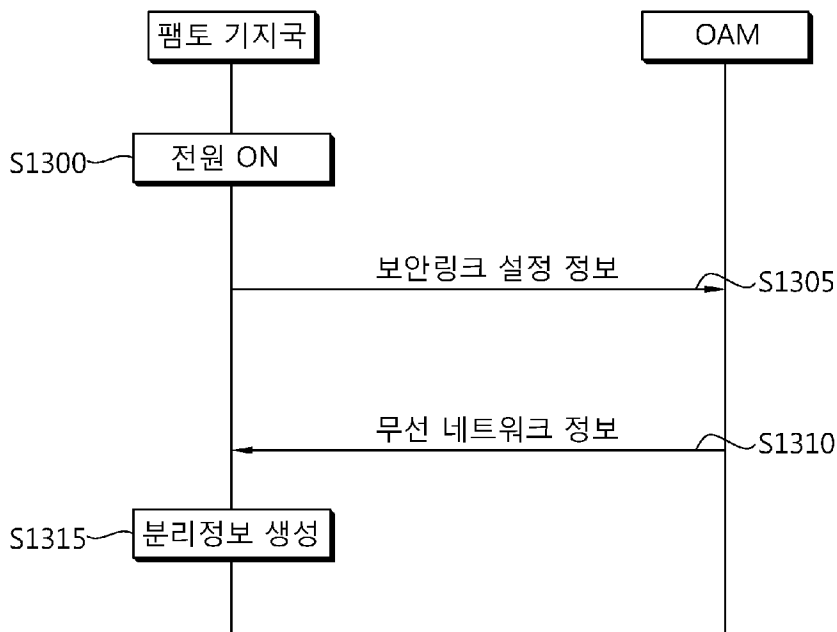 팸토 기지국
OAM
S1300
전원 ON
보안링크 설정 정보
S1305
무선 네트워크 정보
S1310
S1315
분리정보 생성